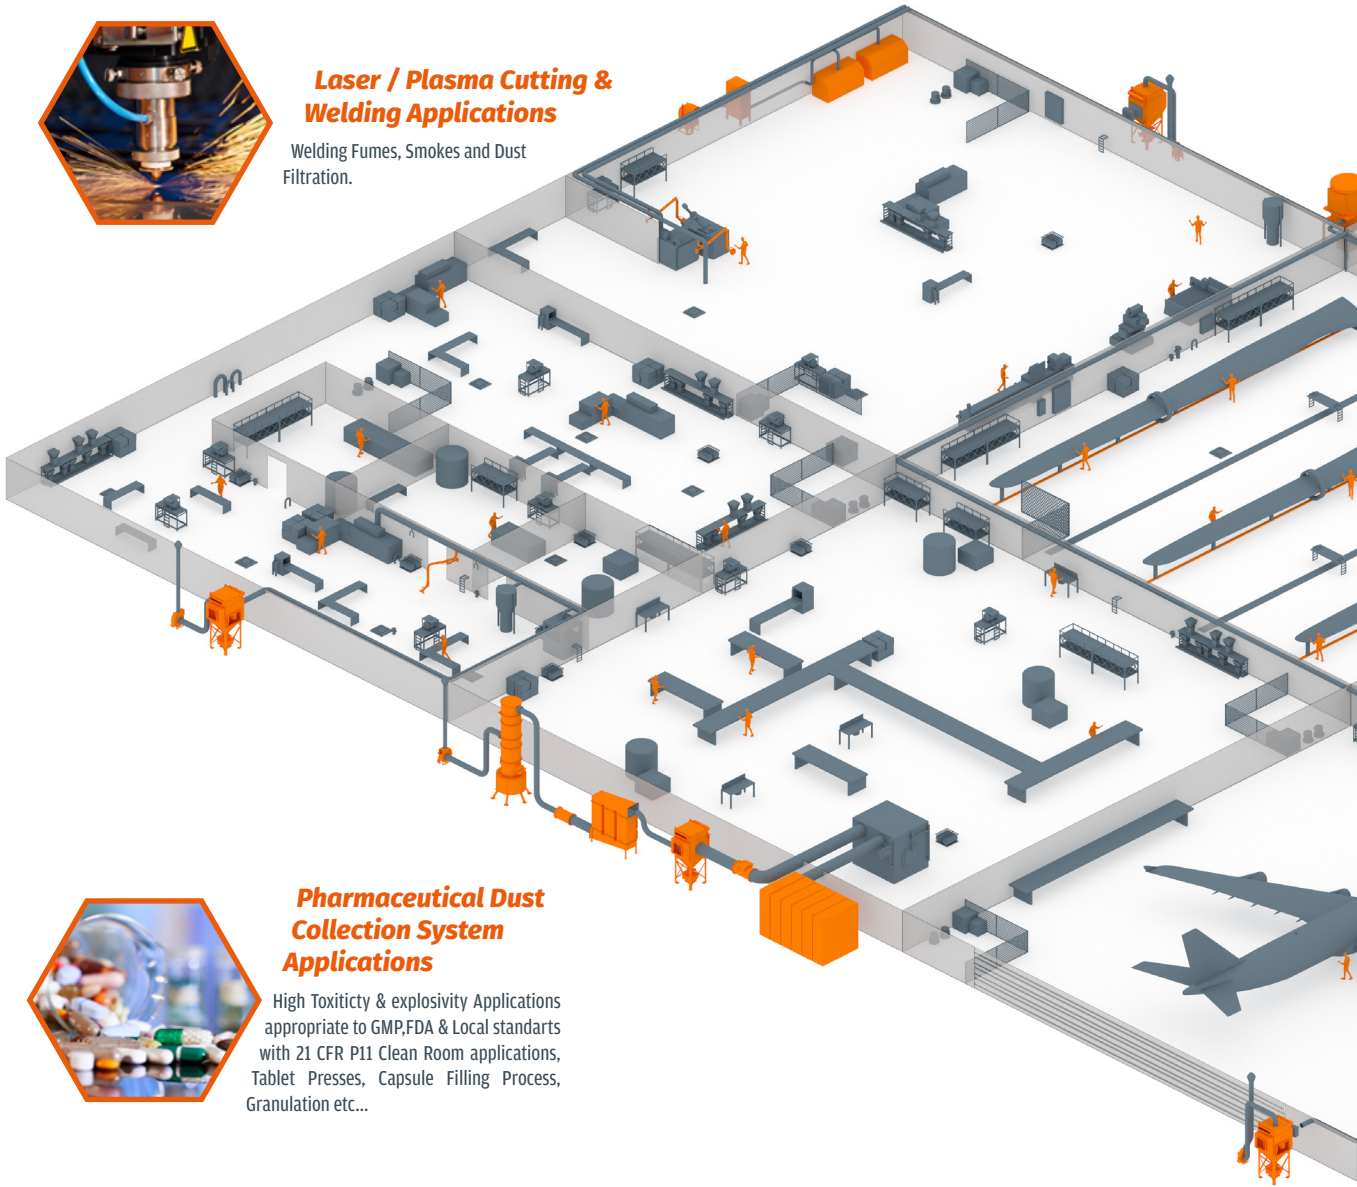 Laser / Plasma Cutting &
Welding Applications
Welding Fumes, Smokes and Dust
Filtration.
Pharmaceutical Dust
Collection System
Applications
High Toxiticty & explosivity Applications
appropriate to GMP,FDA & Local standarts
with 21 CFR P11 Clean Room applications,
Tablet Presses, Capsule Filling Process,
Granulation etc...